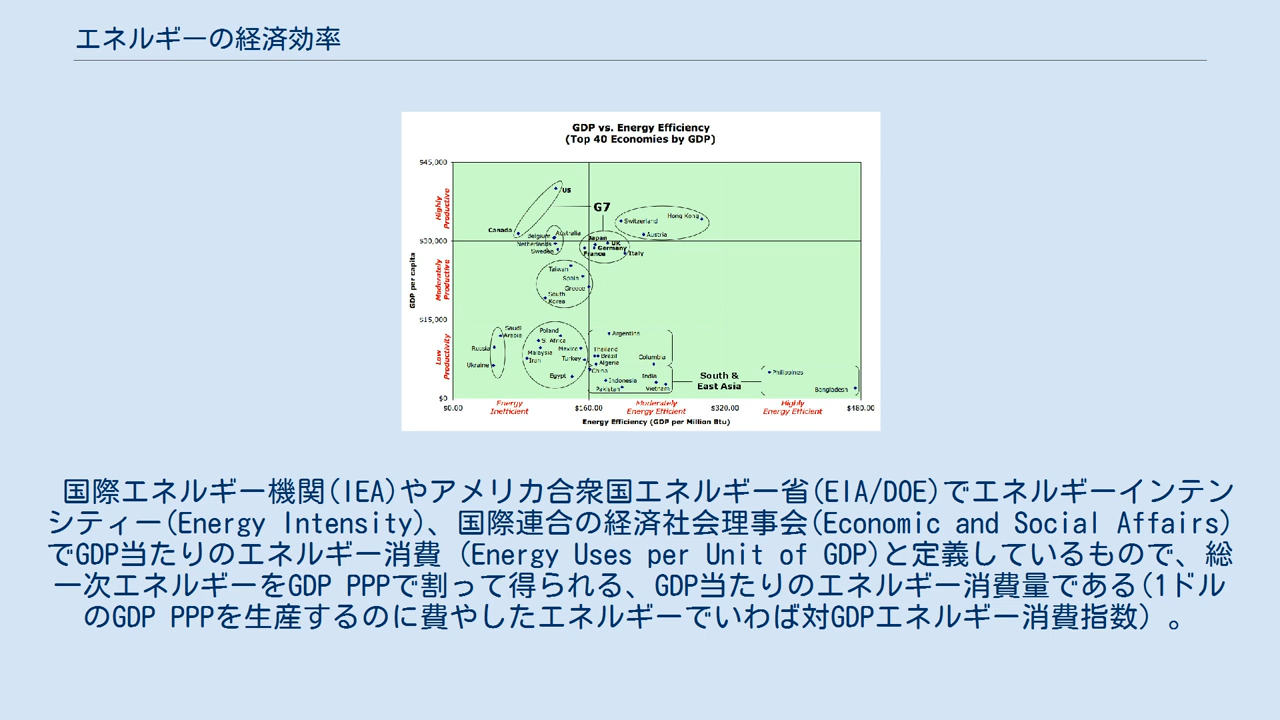 エネルギーの経済効率
GDP vs. Energy Efficiency
(Top 40 Economies by GDP)
$45,000
$30,000
$15,000
$0
GDP per capita
Highly Productive
Moderately Productive
Low Productivity
US
G7
Canada
Switzerland
Hong Kong
Austria
Belgium
Australia
Netherlands
Sweden
Japan
UK
Germany
France
Italy
Taiwan
Spain
Greece
South
Korea
Saudi
Arabia
Russia
Ukraine
Poland
S. Africa
Mexico
Malaysia
Iran
Turkey
Egypt
Argentina
Thailand
Brazil
Algeria
Columbia
China
India
Indonesia
Pakistan
Vietnam
South &
East Asia
Philippines
Bangladesh
$0.00
$160.00
$320.00
$480.00
Energy
Inefficient
Moderately
Energy Efficient
Highly
Energy Efficient
Energy Efficiency (GDP per Million Btu)
国際エネルギー機関(IEA)やアメリカ合衆国エネルギー省(EIA/DOE)でエネルギーインテン
シティー(Energy Intensity)、国際連合の経済社会理事会(Economic and Social Affairs)
でGDP当たりのエネルギー消費 (Energy Uses per Unit of GDP)と定義しているもので、総
一次エネルギーをGDP PPPで割って得られる、GDP当たりのエネルギー消費量である(1ドル
のGDP PPPを生産するのに費やしたエネルギーでいわば対GDPエネルギー消費指数）。